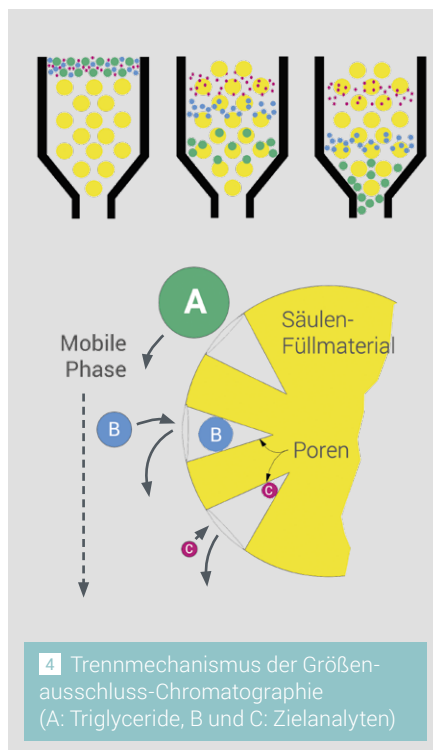 A
Säulen-
Füllmaterial
Mobile
Phase
B
B
Poren
C
C
4 Trennmechanismus der Größen-
ausschluss-Chromatographie
(A: Triglyceride, B und C: Zielanalyten)